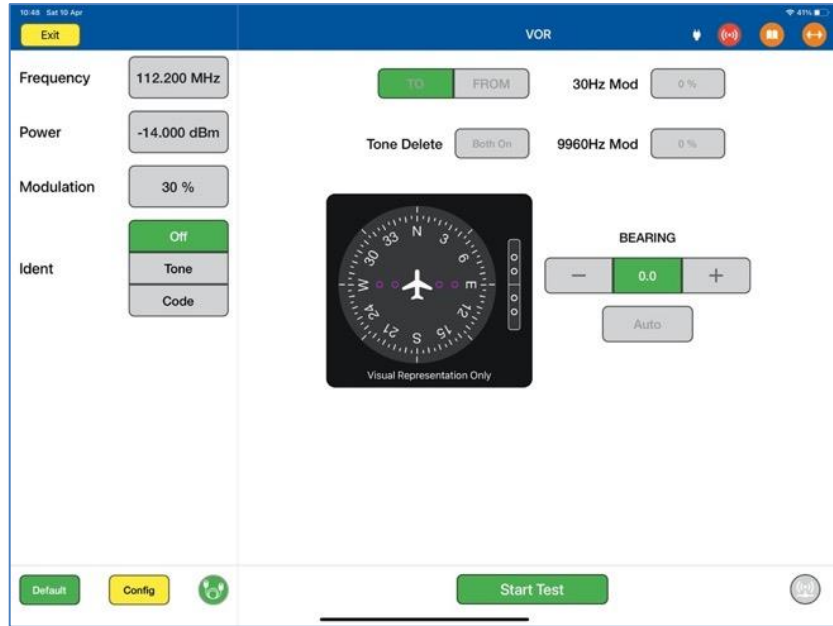 10:48 Sat 10 Apr
41%
Exit
VOR
Frequency
112.200 MHz
TO
FROM
30Hz Mod
0 %
Power
-14.000 dBm
Tone Delete
Both On
9960Hz Mod
0 %
Modulation
30 %
Ident
Off
Tone
Code
N
3
6
E
12
15
S
21
24
W
30
33
Visual Representation Only
BEARING
−
0.0
+
Auto
Default
Config
Start Test